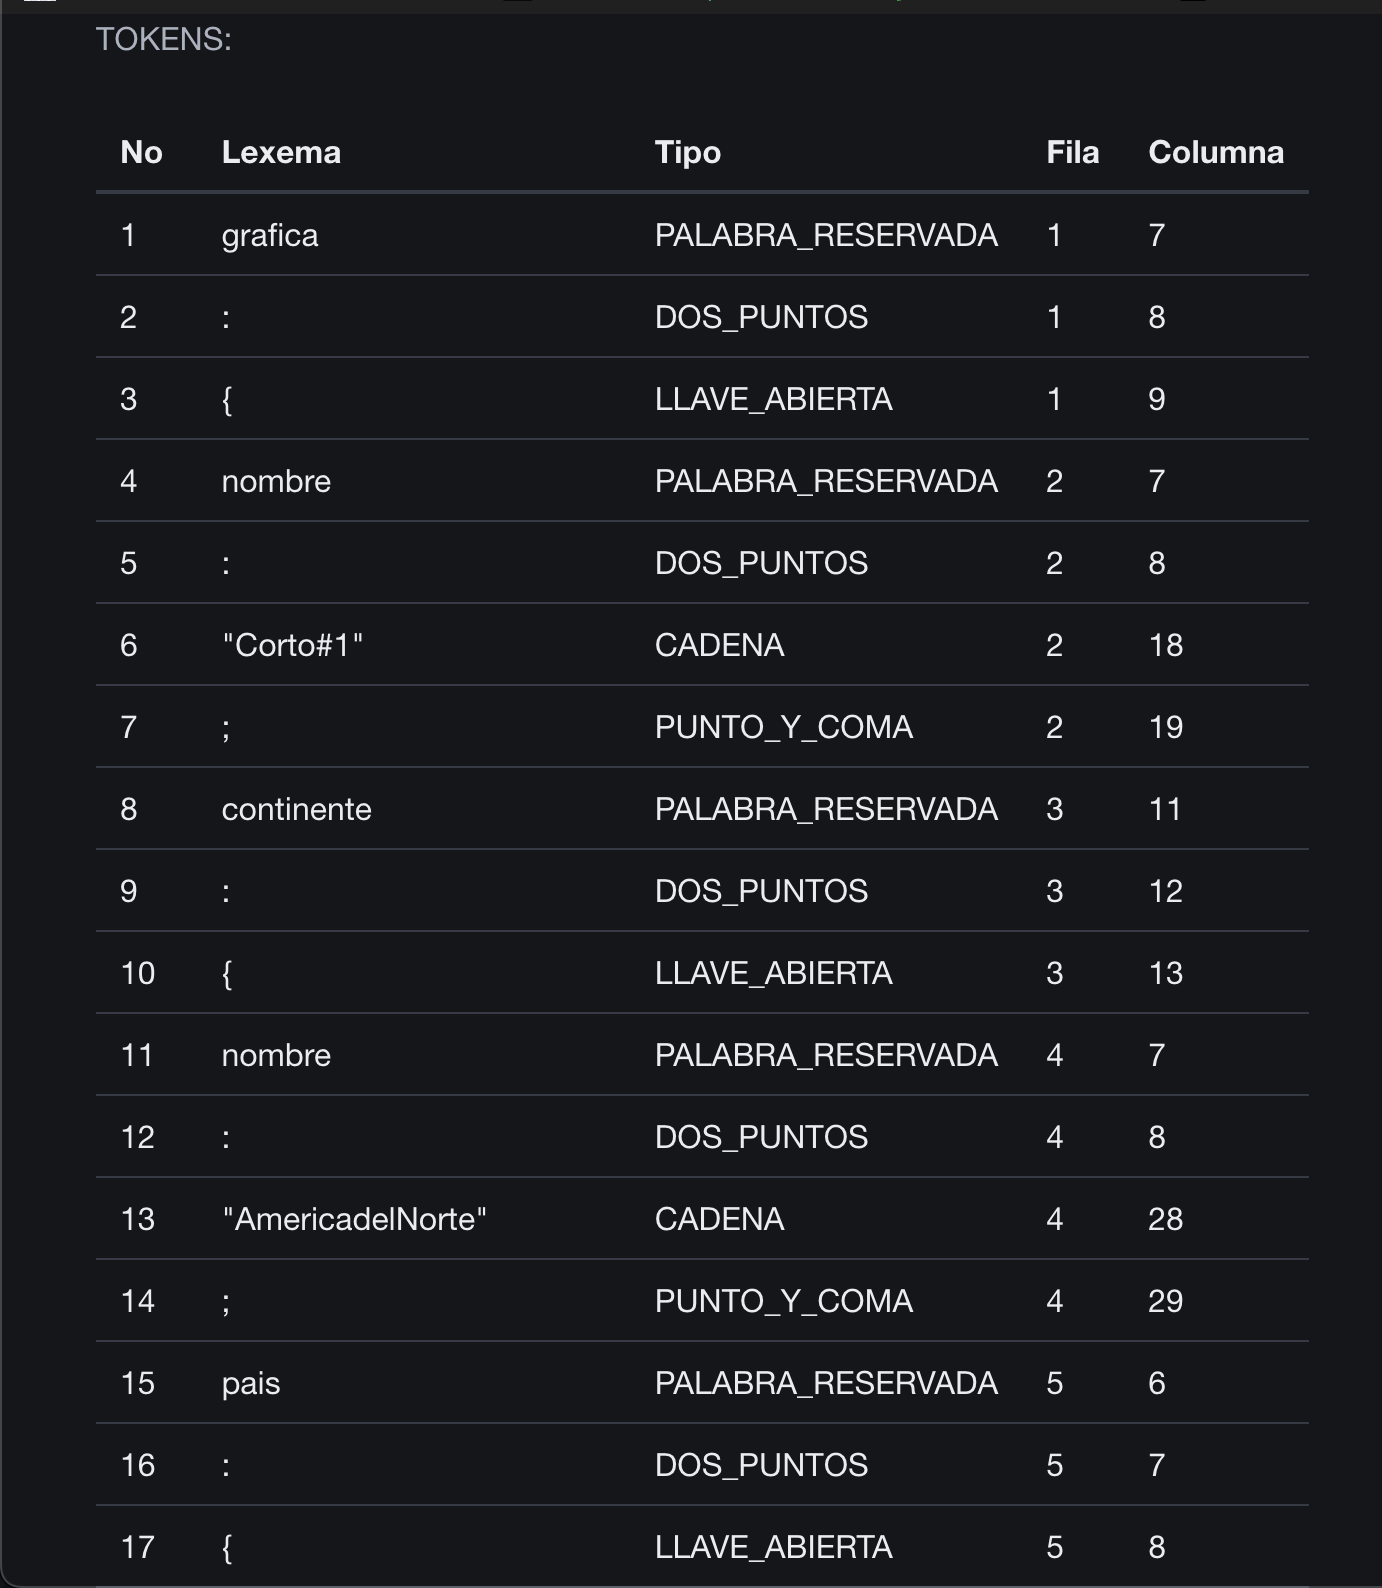 TOKENS:
No Lexema Tipo Fila Columna
1 grafica PALABRA_RESERVADA 1 7
2 : DOS_PUNTOS 1 8
3 { LLAVE_ABIERTA 1 9
4 nombre PALABRA_RESERVADA 2 7
5 : DOS_PUNTOS 2 8
6 "Corto#1" CADENA 2 18
7 ; PUNTO_Y_COMA 2 19
8 continente PALABRA_RESERVADA 3 11
9 : DOS_PUNTOS 3 12
10 { LLAVE_ABIERTA 3 13
11 nombre PALABRA_RESERVADA 4 7
12 : DOS_PUNTOS 4 8
13 "AmericadelNorte" CADENA 4 28
14 ; PUNTO_Y_COMA 4 29
15 pais PALABRA_RESERVADA 5 6
16 : DOS_PUNTOS 5 7
17 { LLAVE_ABIERTA 5 8